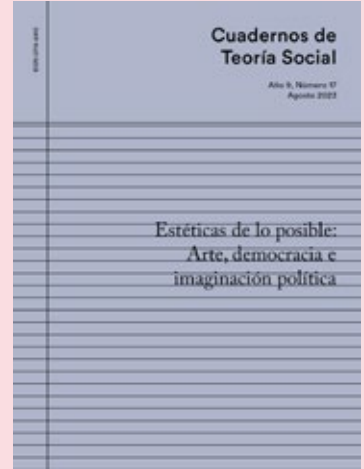 Cuadernos de
Teoría Social
Año 9, Número 17
Agosto 2023
Estéticas de lo posible:
Arte, democracia e
imaginación política